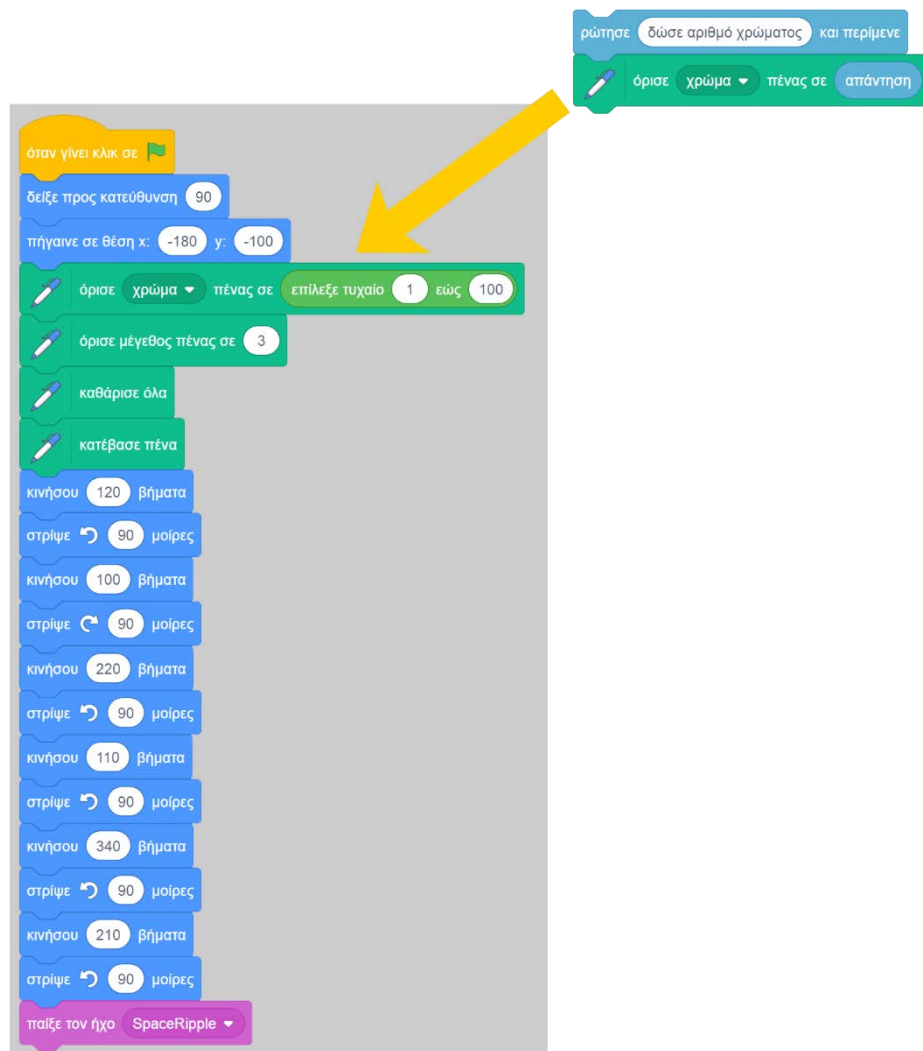 ρώτησε δώσε αριθμό χρώματος και περίμενε
όρισε χρώμα πένας σε απάντηση
όταν γίνει κλικ σε
δείξε προς κατεύθυνση 90
πήγαινε σε θέση x: -180 y: -100
όρισε χρώμα πένας σε επίλεξε τυχαίο 1 εώς 100
όρισε μέγεθος πένας σε 3
καθάρισε όλα
κατέβασε πένα
κινήσου 120 βήματα
στρίψε 90 μοίρες
κινήσου 100 βήματα
στρίψε 90 μοίρες
κινήσου 220 βήματα
στρίψε 90 μοίρες
κινήσου 110 βήματα
στρίψε 90 μοίρες
κινήσου 340 βήματα
στρίψε 90 μοίρες
κινήσου 210 βήματα
στρίψε 90 μοίρες
παίξε τον ήχο SpaceRipple